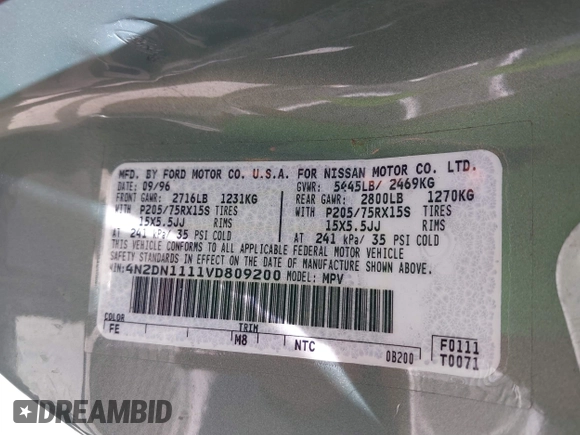 MFD. BY FORD MOTOR CO. U.S.A. FOR NISSAN MOTOR CO. LTD.
DATE: 09/96 GVWR: 5445LB/ 2469KG
FRONT GAWR: 2716LB 1231KG REAR GAWR: 2800LB 1270KG
WITH P205/75RX15S TIRES WITH P205/75RX15S TIRES
15X5.5JJ RIMS 15X5.5JJ RIMS
AT 241 kPa/ 35 PSI COLD AT 241 kPa/ 35 PSI COLD
THIS VEHICLE CONFORMS TO ALL APPLICABLE FEDERAL MOTOR VEHICLE
SAFETY STANDARDS IN EFFECT ON THE DATE OF MANUFACTURE SHOWN ABOVE.
VIN: 4N2DN1111VD809200 MODEL: MPV
COLOR TRIM
FE M8 NTC 0B200
F0111
T0071
DREAMBID